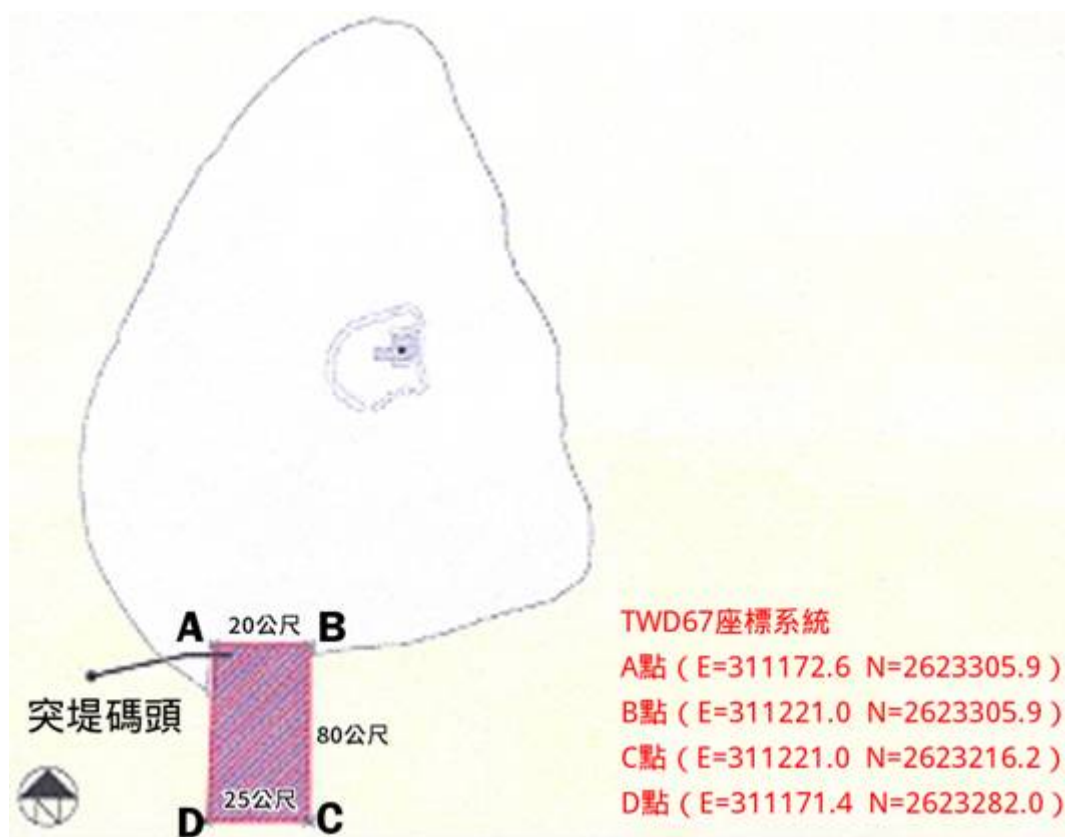 A 20公尺 B
突堤碼頭
80公尺
25公尺
D C
N
TWD67座標系統
A點（E=311172.6 N=2623305.9）
B點（E=311221.0 N=2623305.9）
C點（E=311221.0 N=2623216.2）
D點（E=311171.4 N=2623282.0）